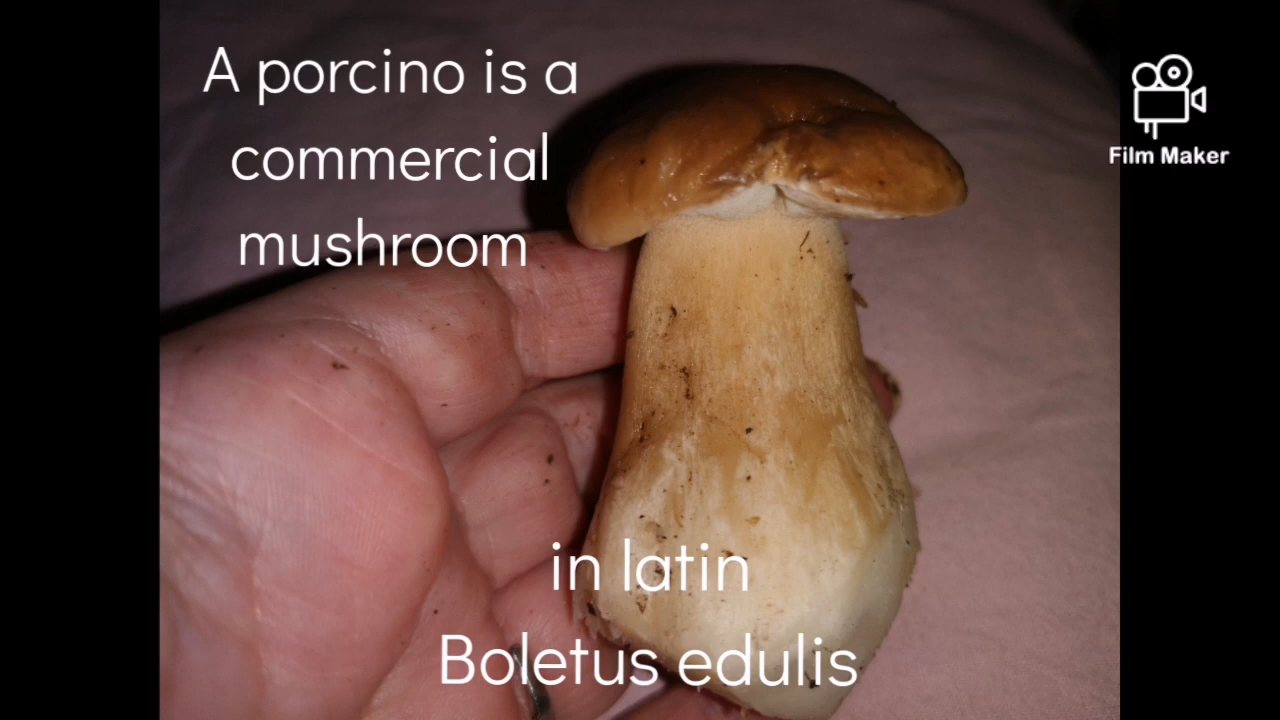 A porcino is a
commercial
mushroom
Film Maker
in latin
Boletus edulis